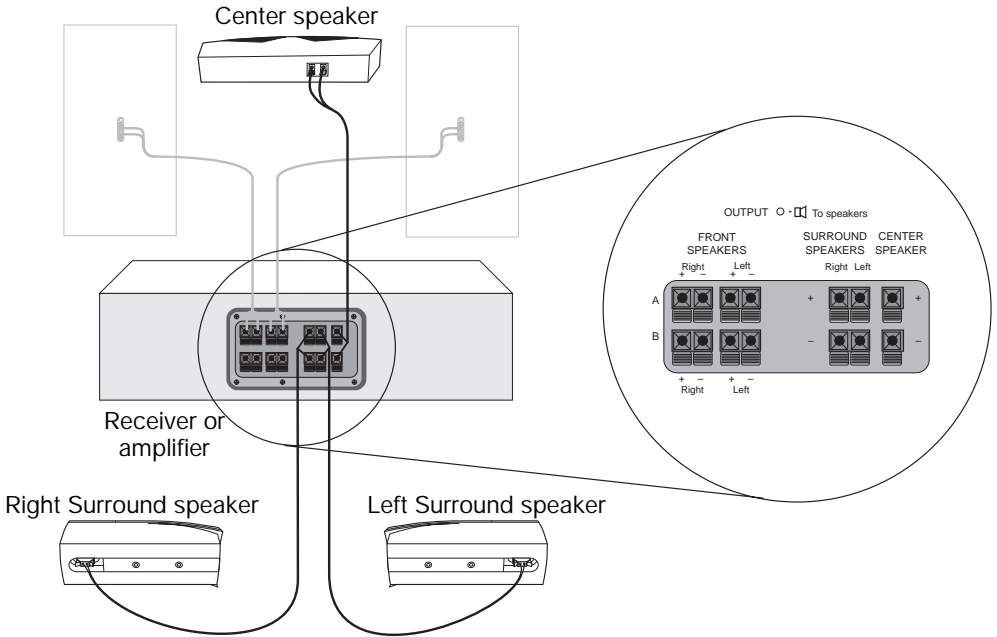 Center speaker
OUTPUT To speakers
FRONT SPEAKERS
SURROUND SPEAKERS
CENTER SPEAKER
Right Left Right Left
+ – + –
A + +
B – –
+ – + –
Right Left
Receiver or
amplifier
Right Surround speaker
Left Surround speaker